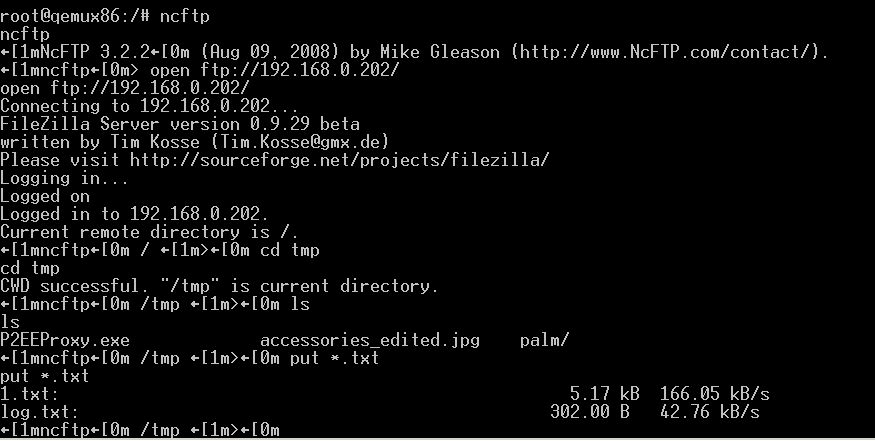 root@qemux86:/# ncftp
ncftp
←[1mNcFTP 3.2.2←[0m (Aug 09, 2008) by Mike Gleason (http://www.NcFTP.com/contact/).
←[1mncftp←[0m> open ftp://192.168.0.202/
open ftp://192.168.0.202/
Connecting to 192.168.0.202...
FileZilla Server version 0.9.29 beta
written by Tim Kosse (Tim.Kosse@gmx.de)
Please visit http://sourceforge.net/projects/filezilla/
Logging in...
Logged on
Logged in to 192.168.0.202.
Current remote directory is /.
←[1mncftp←[0m / ←[1m>←[0m cd tmp
cd tmp
CWD successful. "/tmp" is current directory.
←[1mncftp←[0m /tmp ←[1m>←[0m ls
ls
P2EEProxy.exe             accessories_edited.jpg    palm/
←[1mncftp←[0m /tmp ←[1m>←[0m put *.txt
put *.txt
1.txt:                                                   5.17 kB  166.05 kB/s
log.txt:                                               302.00 B   42.76 kB/s
←[1mncftp←[0m /tmp ←[1m>←[0m